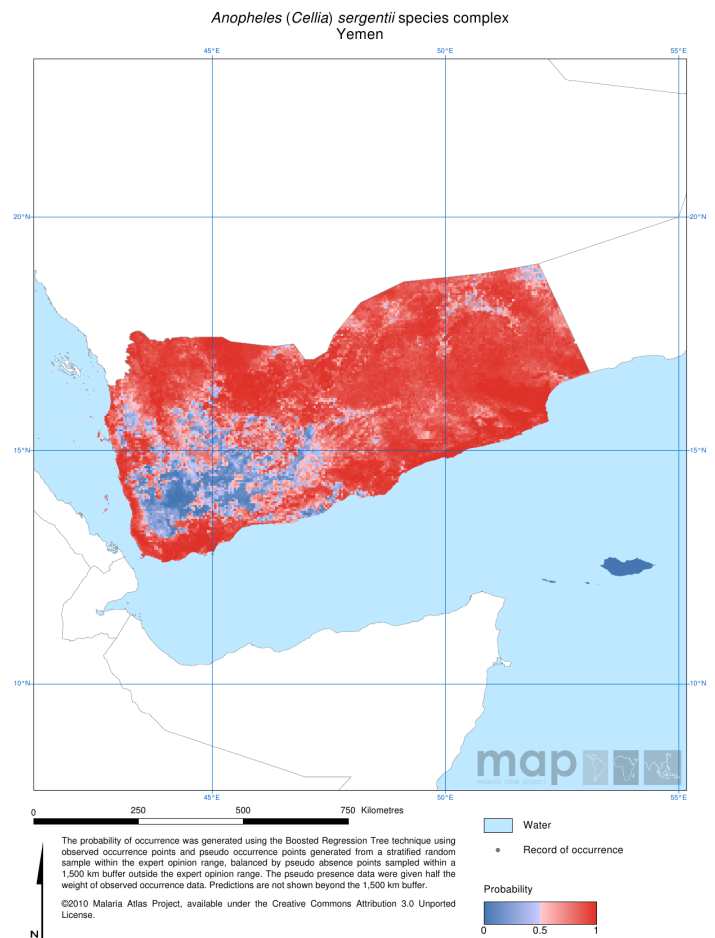 Anopheles (Cellia) sergentii species complex
Yemen
45°E
50°E
55°E
20°N
20°N
15°N
15°N
10°N
10°N
map
45°E
50°E
55°E
0
250
500
750 Kilometres
The probability of occurrence was generated using the Boosted Regression Tree technique using
observed occurrence points and pseudo occurrence points generated from a stratified random
sample within the expert opinion range, balanced by pseudo absence points sampled within a
1,500 km buffer outside the expert opinion range. The pseudo presence data were given half the
weight of observed occurrence data. Predictions are not shown beyond the 1,500 km buffer.
©2010 Malaria Atlas Project, available under the Creative Commons Attribution 3.0 Unported
License.
N
Water
Record of occurrence
Probability
0
0.5
1